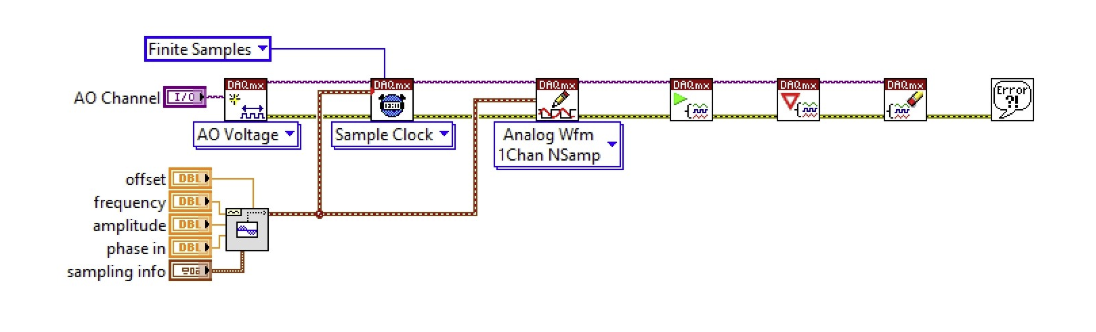 Finite Samples
AO Channel
I/O
DAQmx
DAQmx
DAQmx
DAQmx
DAQmx
DAQmx
Error
?!
AO Voltage
Sample Clock
Analog Wfm
1Chan NSamp
offset
DBL
frequency
DBL
amplitude
DBL
phase in
DBL
sampling info